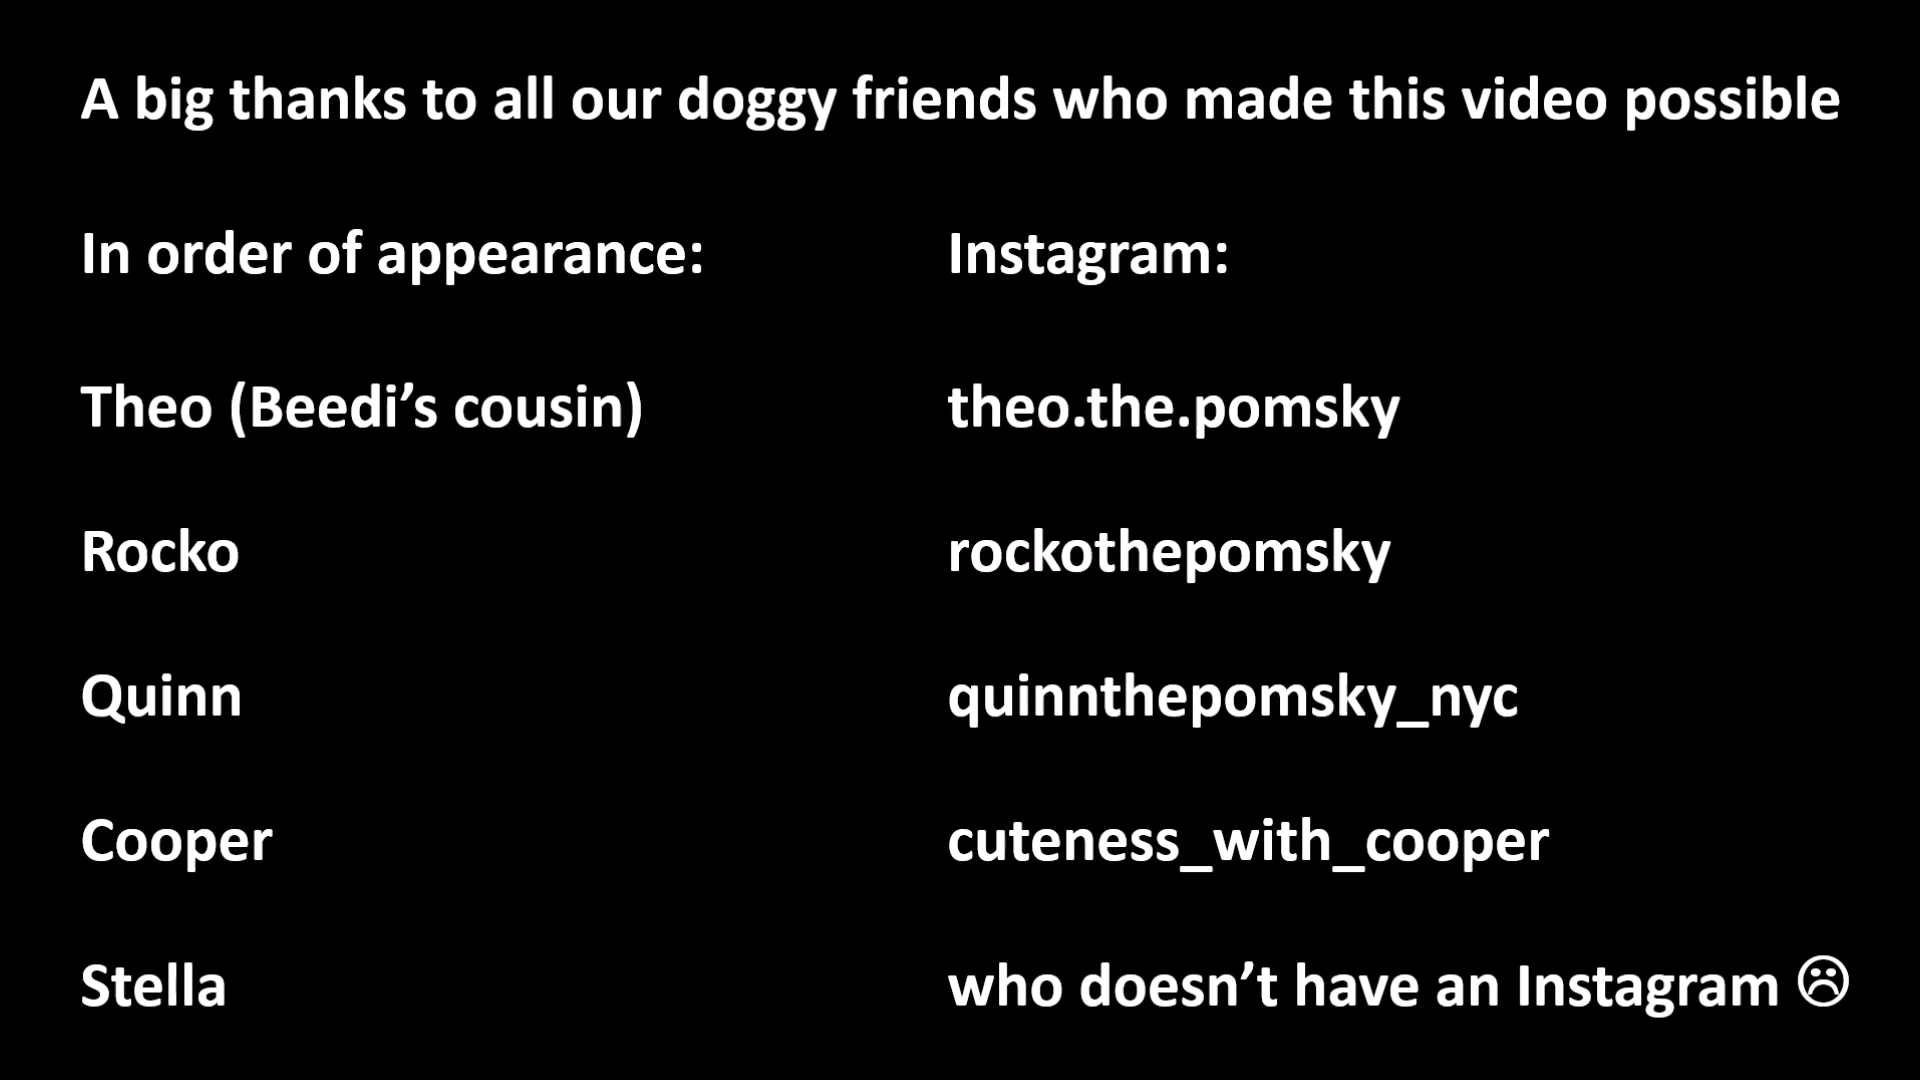 A big thanks to all our doggy friends who made this video possible
In order of appearance: Instagram:
Theo (Beedi’s cousin) theo.the.pomsky
Rocko rockothepomsky
Quinn quinnthepomsky_nyc
Cooper cuteness_with_cooper
Stella who doesn’t have an Instagram ☹